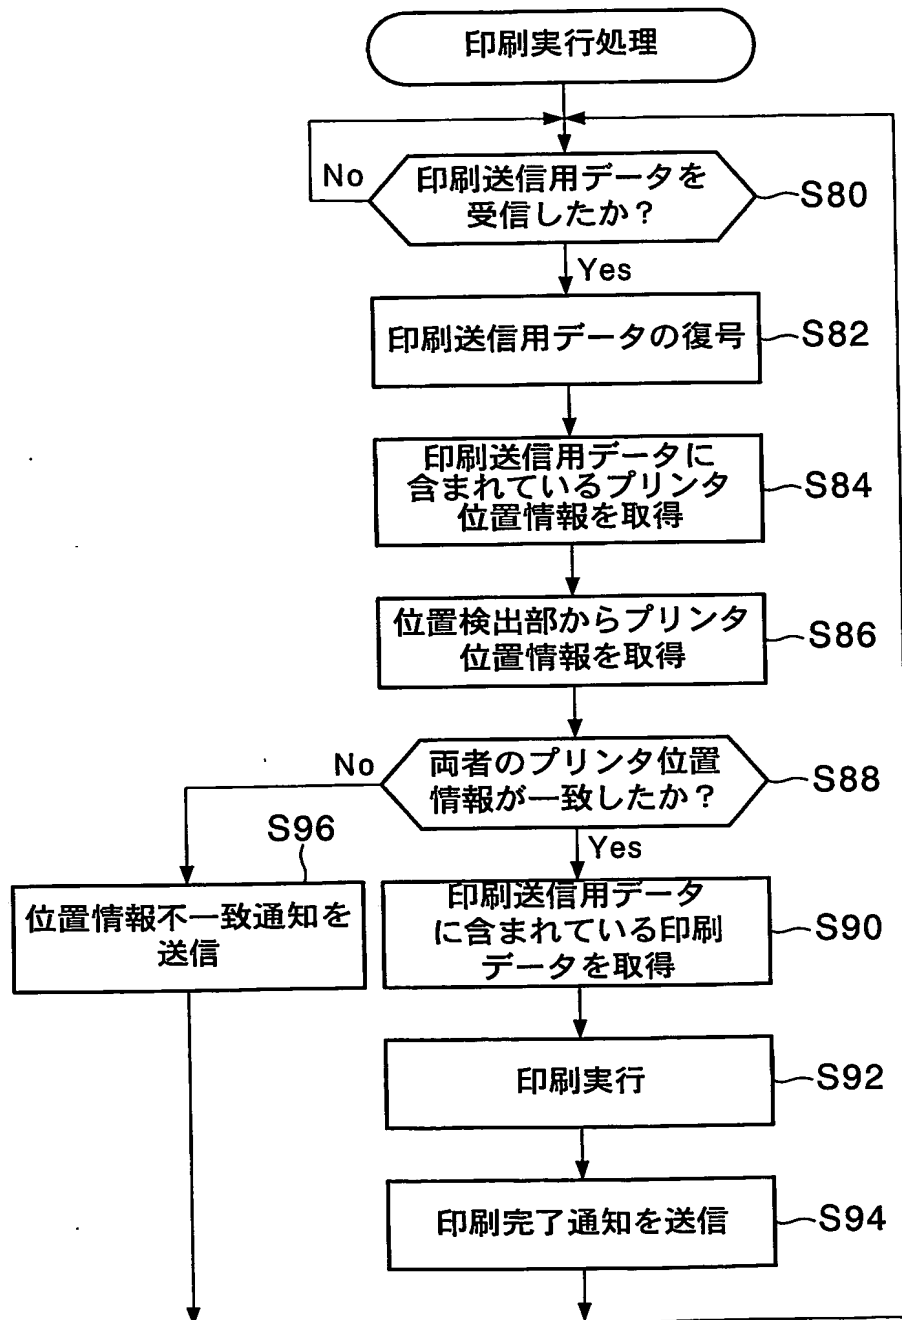 印刷実行処理
No
印刷送信用データを
受信したか？
S80
Yes
印刷送信用データの復号
S82
印刷送信用データに
含まれているプリンタ
位置情報を取得
S84
位置検出部からプリンタ
位置情報を取得
S86
No
両者のプリンタ位置
情報が一致したか？
S88
S96
Yes
位置情報不一致通知を
送信
印刷送信用データ
に含まれている印刷
データを取得
S90
印刷実行
S92
印刷完了通知を送信
S94